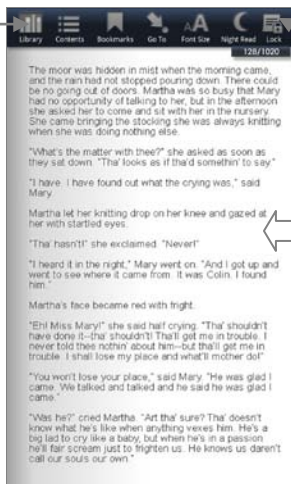 Library Contents Bookmarks Go To Font Size Night Read Lock
128/1020
The moor was hidden in mist when the morning came,
and the rain had not stopped pouring down. There could
be no going out of doors. Martha was so busy that Mary
had no opportunity of talking to her, but in the afternoon
she asked her to come and sit with her in the nursery.
She came bringing the stocking she was always knitting
when she was doing nothing else.
"What's the matter with thee?" she asked as soon as
they sat down. "Tha' looks as if tha'd somethin' to say."
"I have. I have found out what the crying was," said
Mary.
Martha let her knitting drop on her knee and gazed at
her with startled eyes.
"Tha' hasn't!" she exclaimed. "Never!"
"I heard it in the night," Mary went on. "And I got up and
went to see where it came from. It was Colin. I found
him."
Martha's face became red with fright.
"Eh! Miss Mary!" she said half crying. "Tha' shouldn't
have done it--tha' shouldn't! Tha'll get me in trouble. I
never told thee nothin' about him--but tha'll get me in
trouble. I shall lose my place and what'll mother do!"
"You won't lose your place," said Mary. "He was glad I
came. We talked and talked and he said he was glad I
came."
"Was he?" cried Martha. "Art tha' sure? Tha' doesn't
know what he's like when anything vexes him. He's a
big lad to cry like a baby, but when he's in a passion
he'll fair scream just to frighten us. He knows us daren't
call our souls our own."